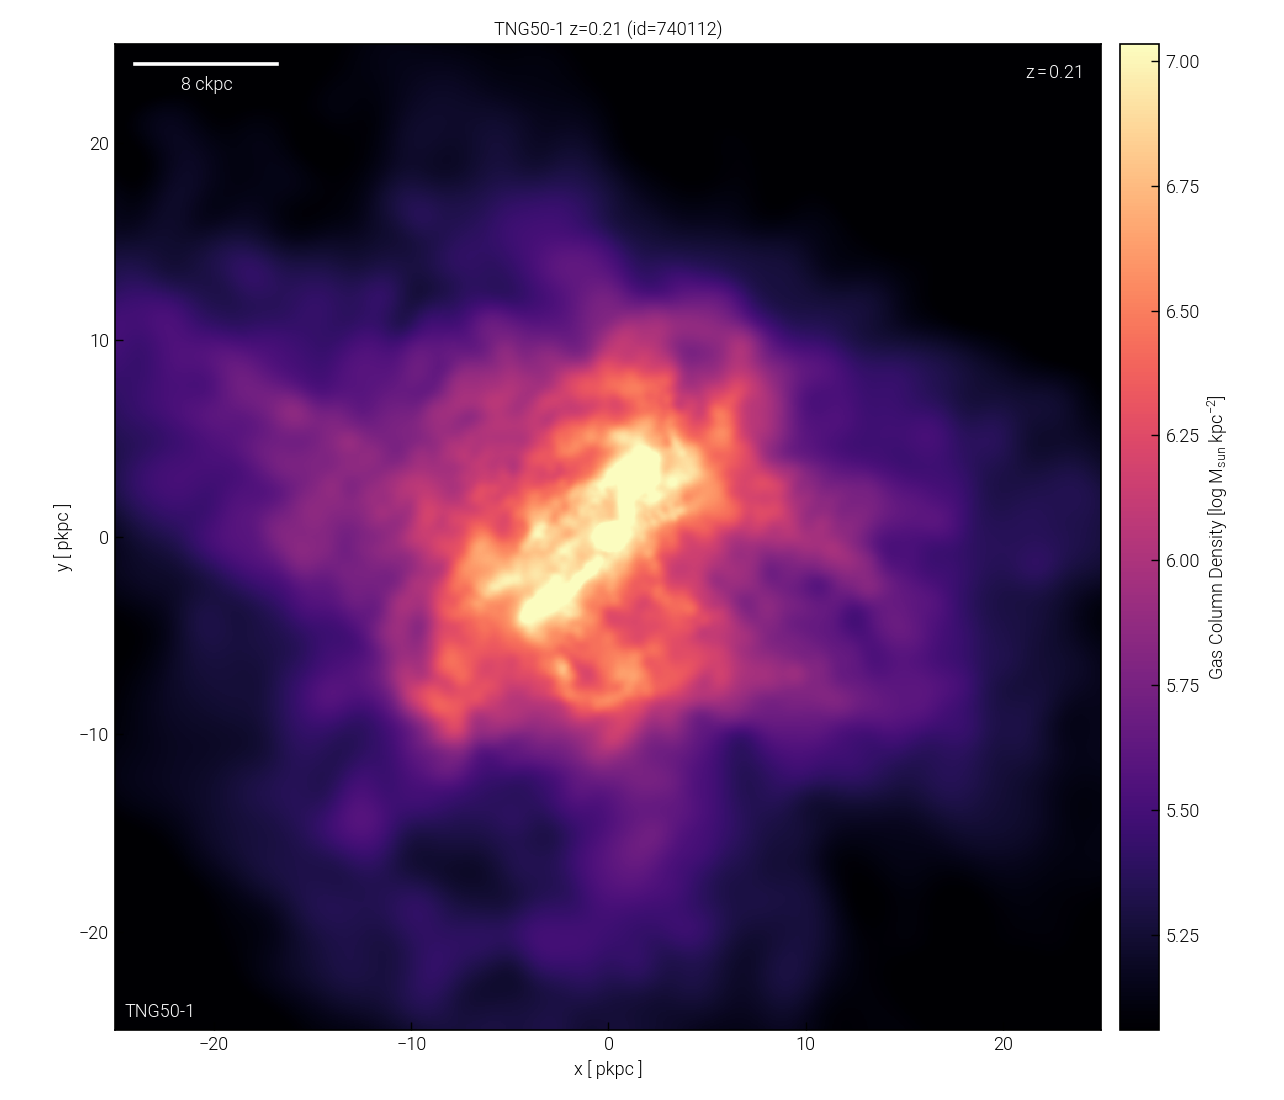 TNG50-1 z=0.21 (id=740112)
8 ckpc
z=0.21
TNG50-1
20
10
0
−10
−20
y [ pkpc ]
−20
−10
0
10
20
x [ pkpc ]
7.00
6.75
6.50
6.25
6.00
5.75
5.50
5.25
Gas Column Density [log M_sun kpc^−2]